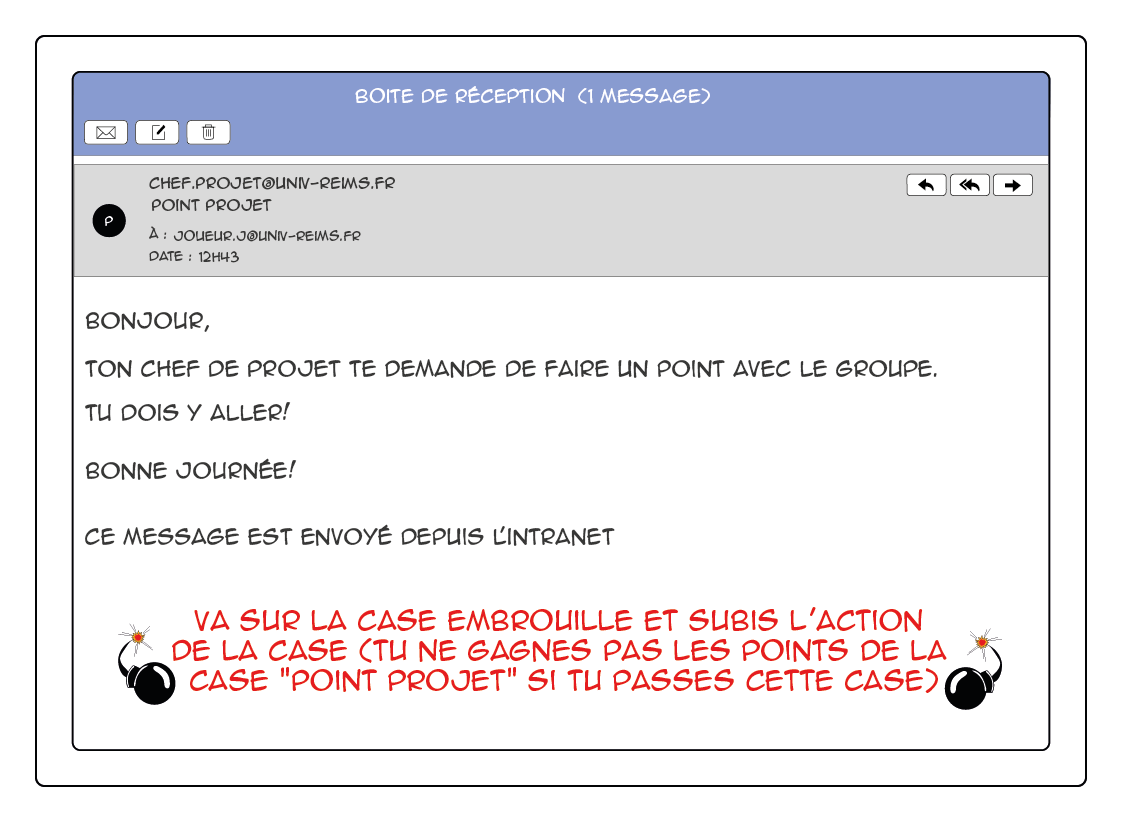 BOITE DE RÉCEPTION (1 MESSAGE)
CHEF.PROJET@UNIV-REIMS.FR
POINT PROJET
P
À : JOUEUR.J@UNIV-REIMS.FR
DATE : 12H43
BONJOUR,
TON CHEF DE PROJET TE DEMANDE DE FAIRE UN POINT AVEC LE GROUPE.
TU DOIS Y ALLER!
BONNE JOURNÉE!
CE MESSAGE EST ENVOYÉ DEPUIS L'INTRANET
VA SUR LA CASE EMBROUILLE ET SUBIS L'ACTION
DE LA CASE (TU NE GAGNES PAS LES POINTS DE LA
CASE "POINT PROJET" SI TU PASSES CETTE CASE)